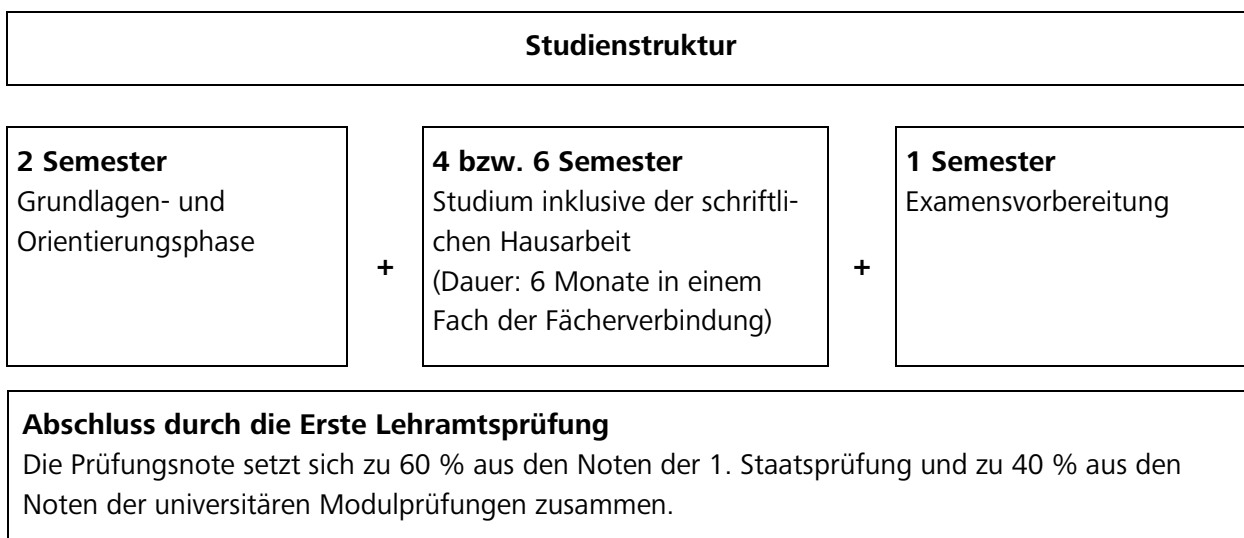 Studienstruktur
2 Semester
Grundlagen- und
Orientierungsphase
+
4 bzw. 6 Semester
Studium inklusive der schriftli-
chen Hausarbeit
(Dauer: 6 Monate in einem
Fach der Fächerverbindung)
+
1 Semester
Examensvorbereitung
Abschluss durch die Erste Lehramtsprüfung
Die Prüfungsnote setzt sich zu 60 % aus den Noten der 1. Staatsprüfung und zu 40 % aus den
Noten der universitären Modulprüfungen zusammen.